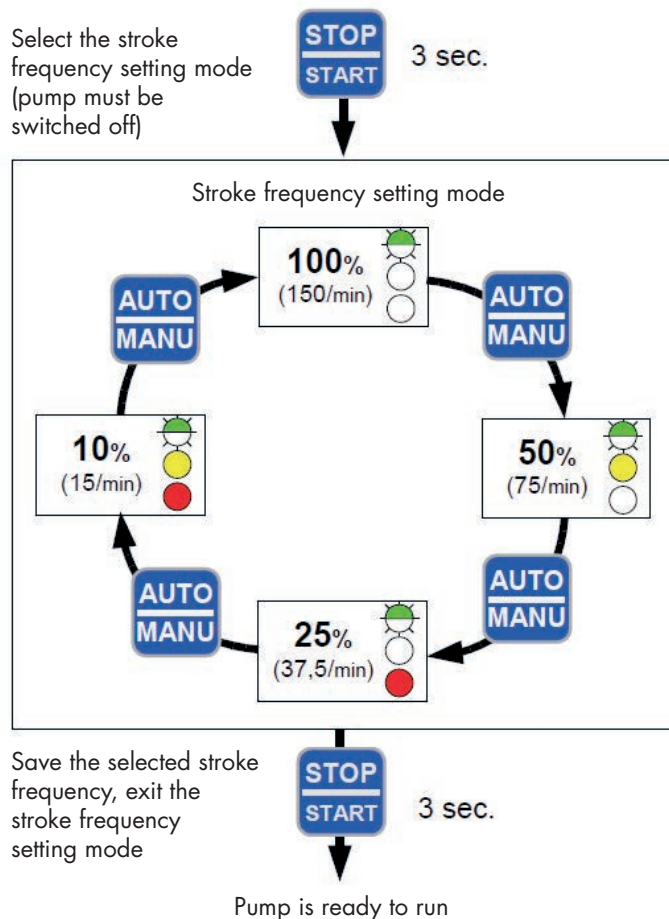 Select the stroke
frequency setting mode
(pump must be
switched off)
STOP
START
3 sec.
Stroke frequency setting mode
100%
(150/min)
AUTO
MANU
50%
(75/min)
AUTO
MANU
25%
(37,5/min)
AUTO
MANU
10%
(15/min)
AUTO
MANU
Save the selected stroke
frequency, exit the
stroke frequency
setting mode
STOP
START
3 sec.
Pump is ready to run